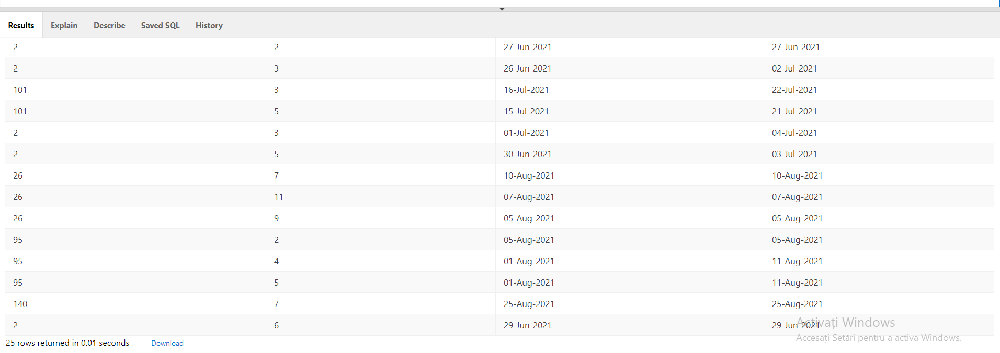 Results Explain Describe Saved SQL History
2 2 27-Jun-2021 27-Jun-2021
2 3 26-Jun-2021 02-Jul-2021
101 3 16-Jul-2021 22-Jul-2021
101 5 15-Jul-2021 21-Jul-2021
2 3 01-Jul-2021 04-Jul-2021
2 5 30-Jun-2021 03-Jul-2021
26 7 10-Aug-2021 10-Aug-2021
26 11 07-Aug-2021 07-Aug-2021
26 9 05-Aug-2021 05-Aug-2021
95 2 05-Aug-2021 05-Aug-2021
95 4 01-Aug-2021 11-Aug-2021
95 5 01-Aug-2021 11-Aug-2021
140 7 25-Aug-2021 25-Aug-2021
2 6 29-Jun-2021 29-Jun-2021
Activați Windows
Accesați Setări pentru a activa Windows.
25 rows returned in 0.01 seconds Download